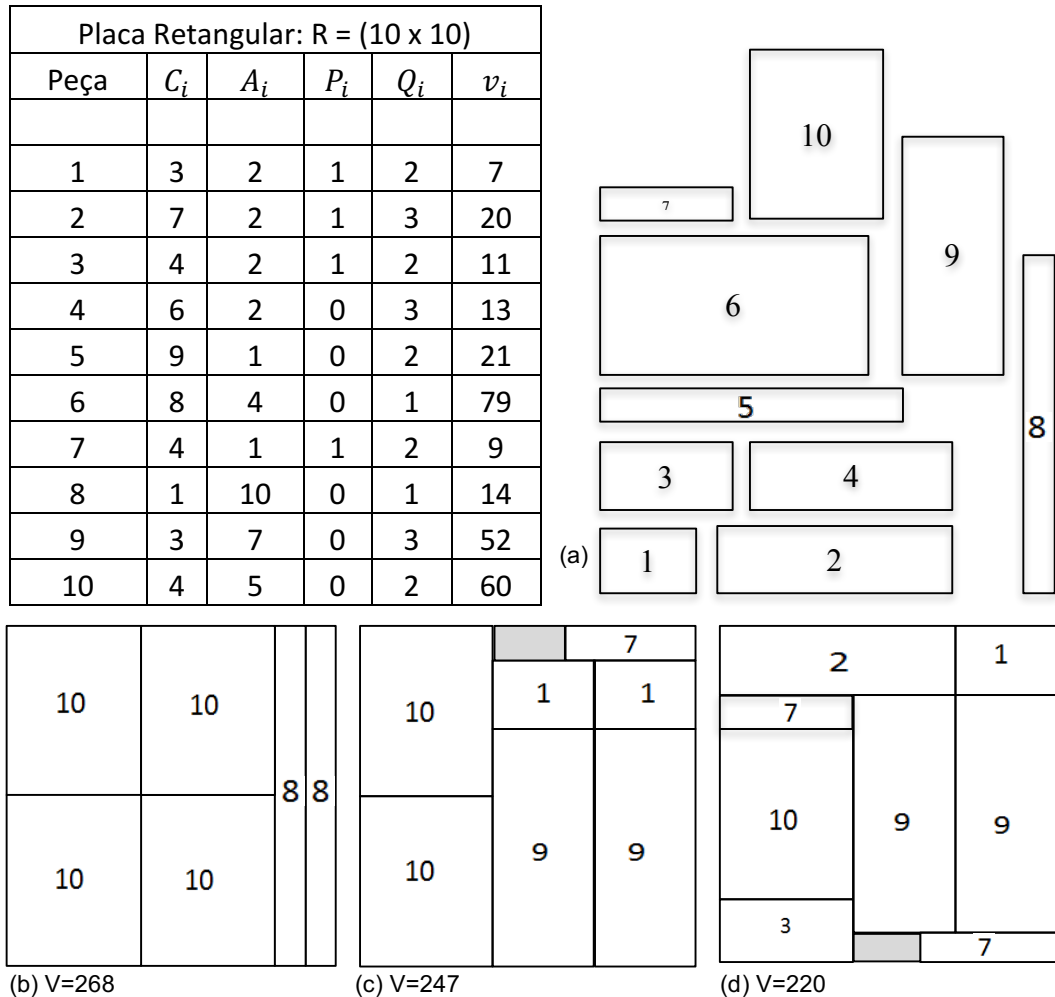 Placa Retangular: R = (10 x 10)
Peça C_i A_i P_i Q_i v_i
1 3 2 1 2 7
2 7 2 1 3 20
3 4 2 1 2 11
4 6 2 0 3 13
5 9 1 0 2 21
6 8 4 0 1 79
7 4 1 1 2 9
8 1 10 0 1 14
9 3 7 0 3 52
10 4 5 0 2 60
10
9
7
6
8
5
3 4
(a) 1 2
10 10 8 8
10 10
(b) V=268
7
10 1 1
10 9 9
(c) V=247
2 1
7
10 9 9
3
7
(d) V=220